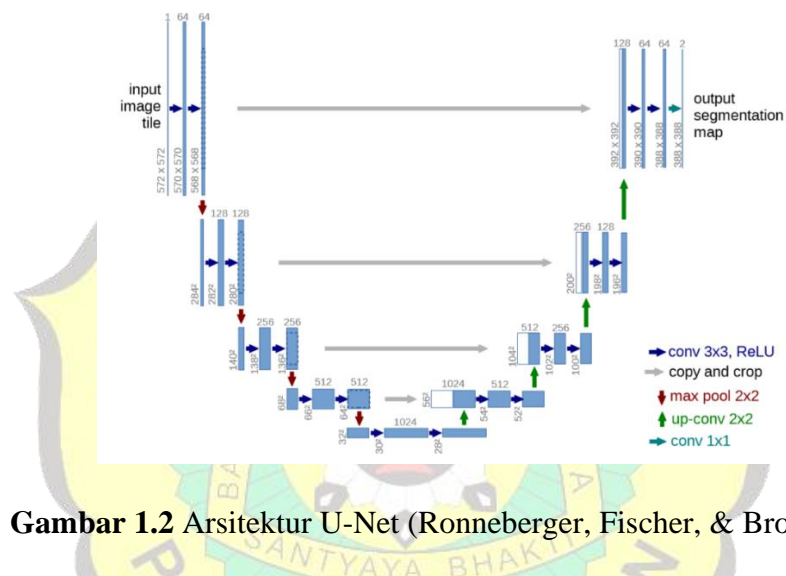 1 64 64
128 64 64 2
input
image
tile
output
segmentation
map
572 x 572
570 x 570
568 x 568
392 x 392
390 x 390
388 x 388
388 x 388
128 128
256 128
284²
282²
280²
200²
198²
196²
256 256
512 256
140²
138²
136²
104²
102²
100²
512 512
1024 512
68²
66²
64²
56²
54²
52²
1024
32²
30²
28²
conv 3x3, ReLU
copy and crop
max pool 2x2
up-conv 2x2
conv 1x1
Gambar 1.2 Arsitektur U-Net (Ronneberger, Fischer, & Bro
SANTYAYA BHAKTI